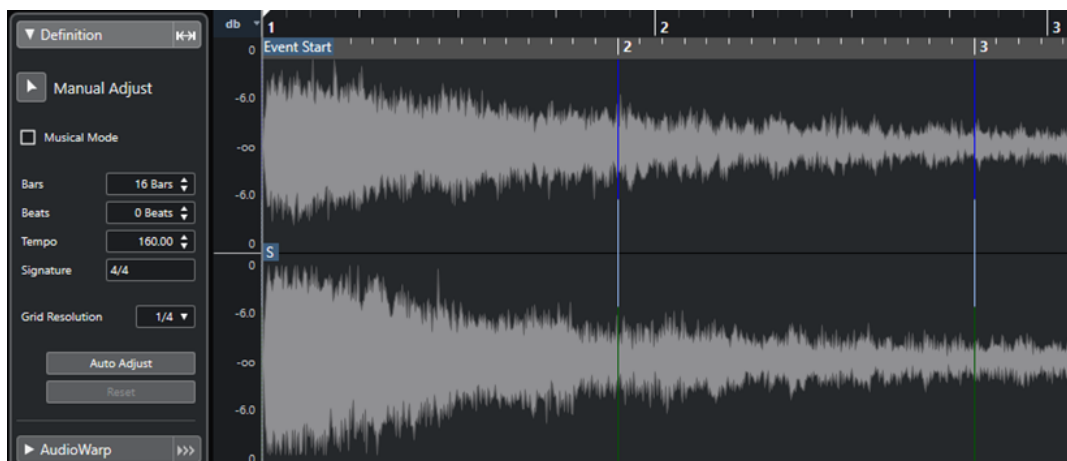 Definition
Manual Adjust
Musical Mode
Bars 16 Bars
Beats 0 Beats
Tempo 160.00
Signature 4/4
Grid Resolution 1/4
Auto Adjust
Reset
AudioWarp
db
1 2 3
Event Start 2 3
0
-6.0
-oo
-6.0
0
S
0
-6.0
-oo
-6.0
0